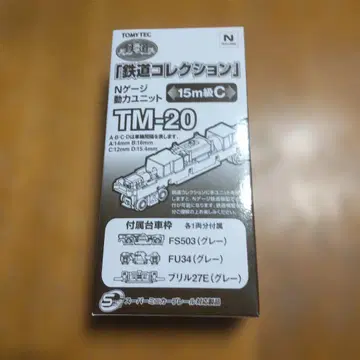 TOMYTEC
N
「鉄道コレクション」
Nゲージ
動力ユニット
15m級C
TM-20
A・B・C・Dは車軸間隔を表します。
A/14mm B:16mm
C:12mm D:15.4mm
付属台車枠 各1両分付属
FS503(グレー)
FU34(グレー)
ブリル27E(グレー)
スーパーミニカーブレール対応製品